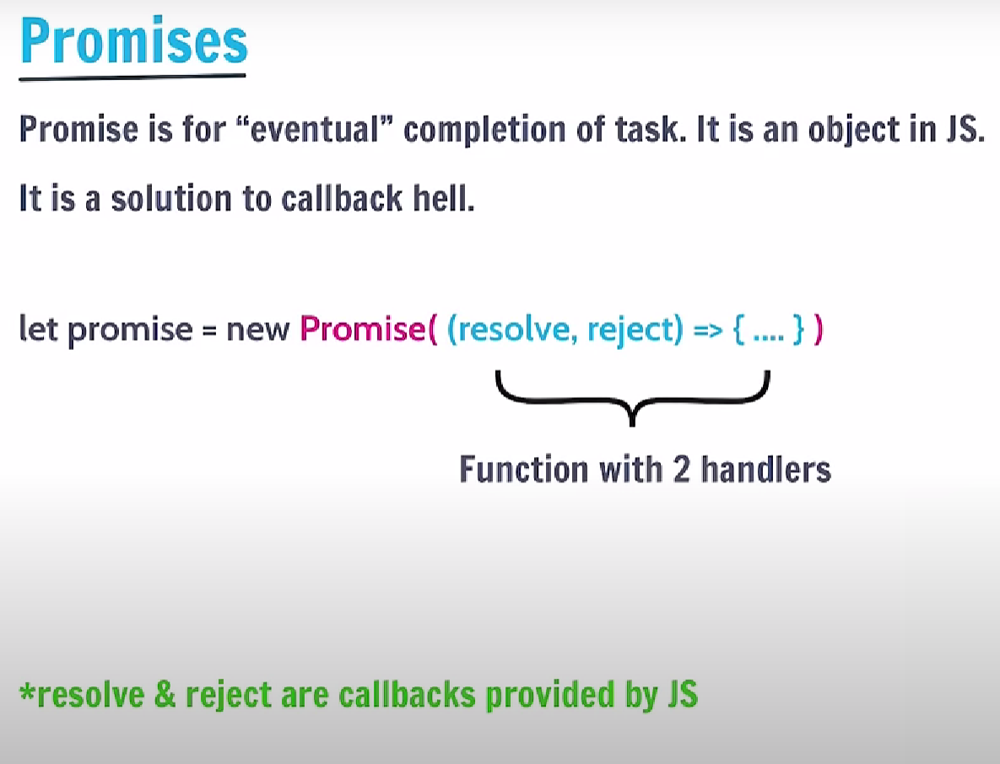 Promises
Promise is for “eventual” completion of task. It is an object in JS.
It is a solution to callback hell.
let promise = new Promise( (resolve, reject) => { .... } )
Function with 2 handlers
*resolve & reject are callbacks provided by JS